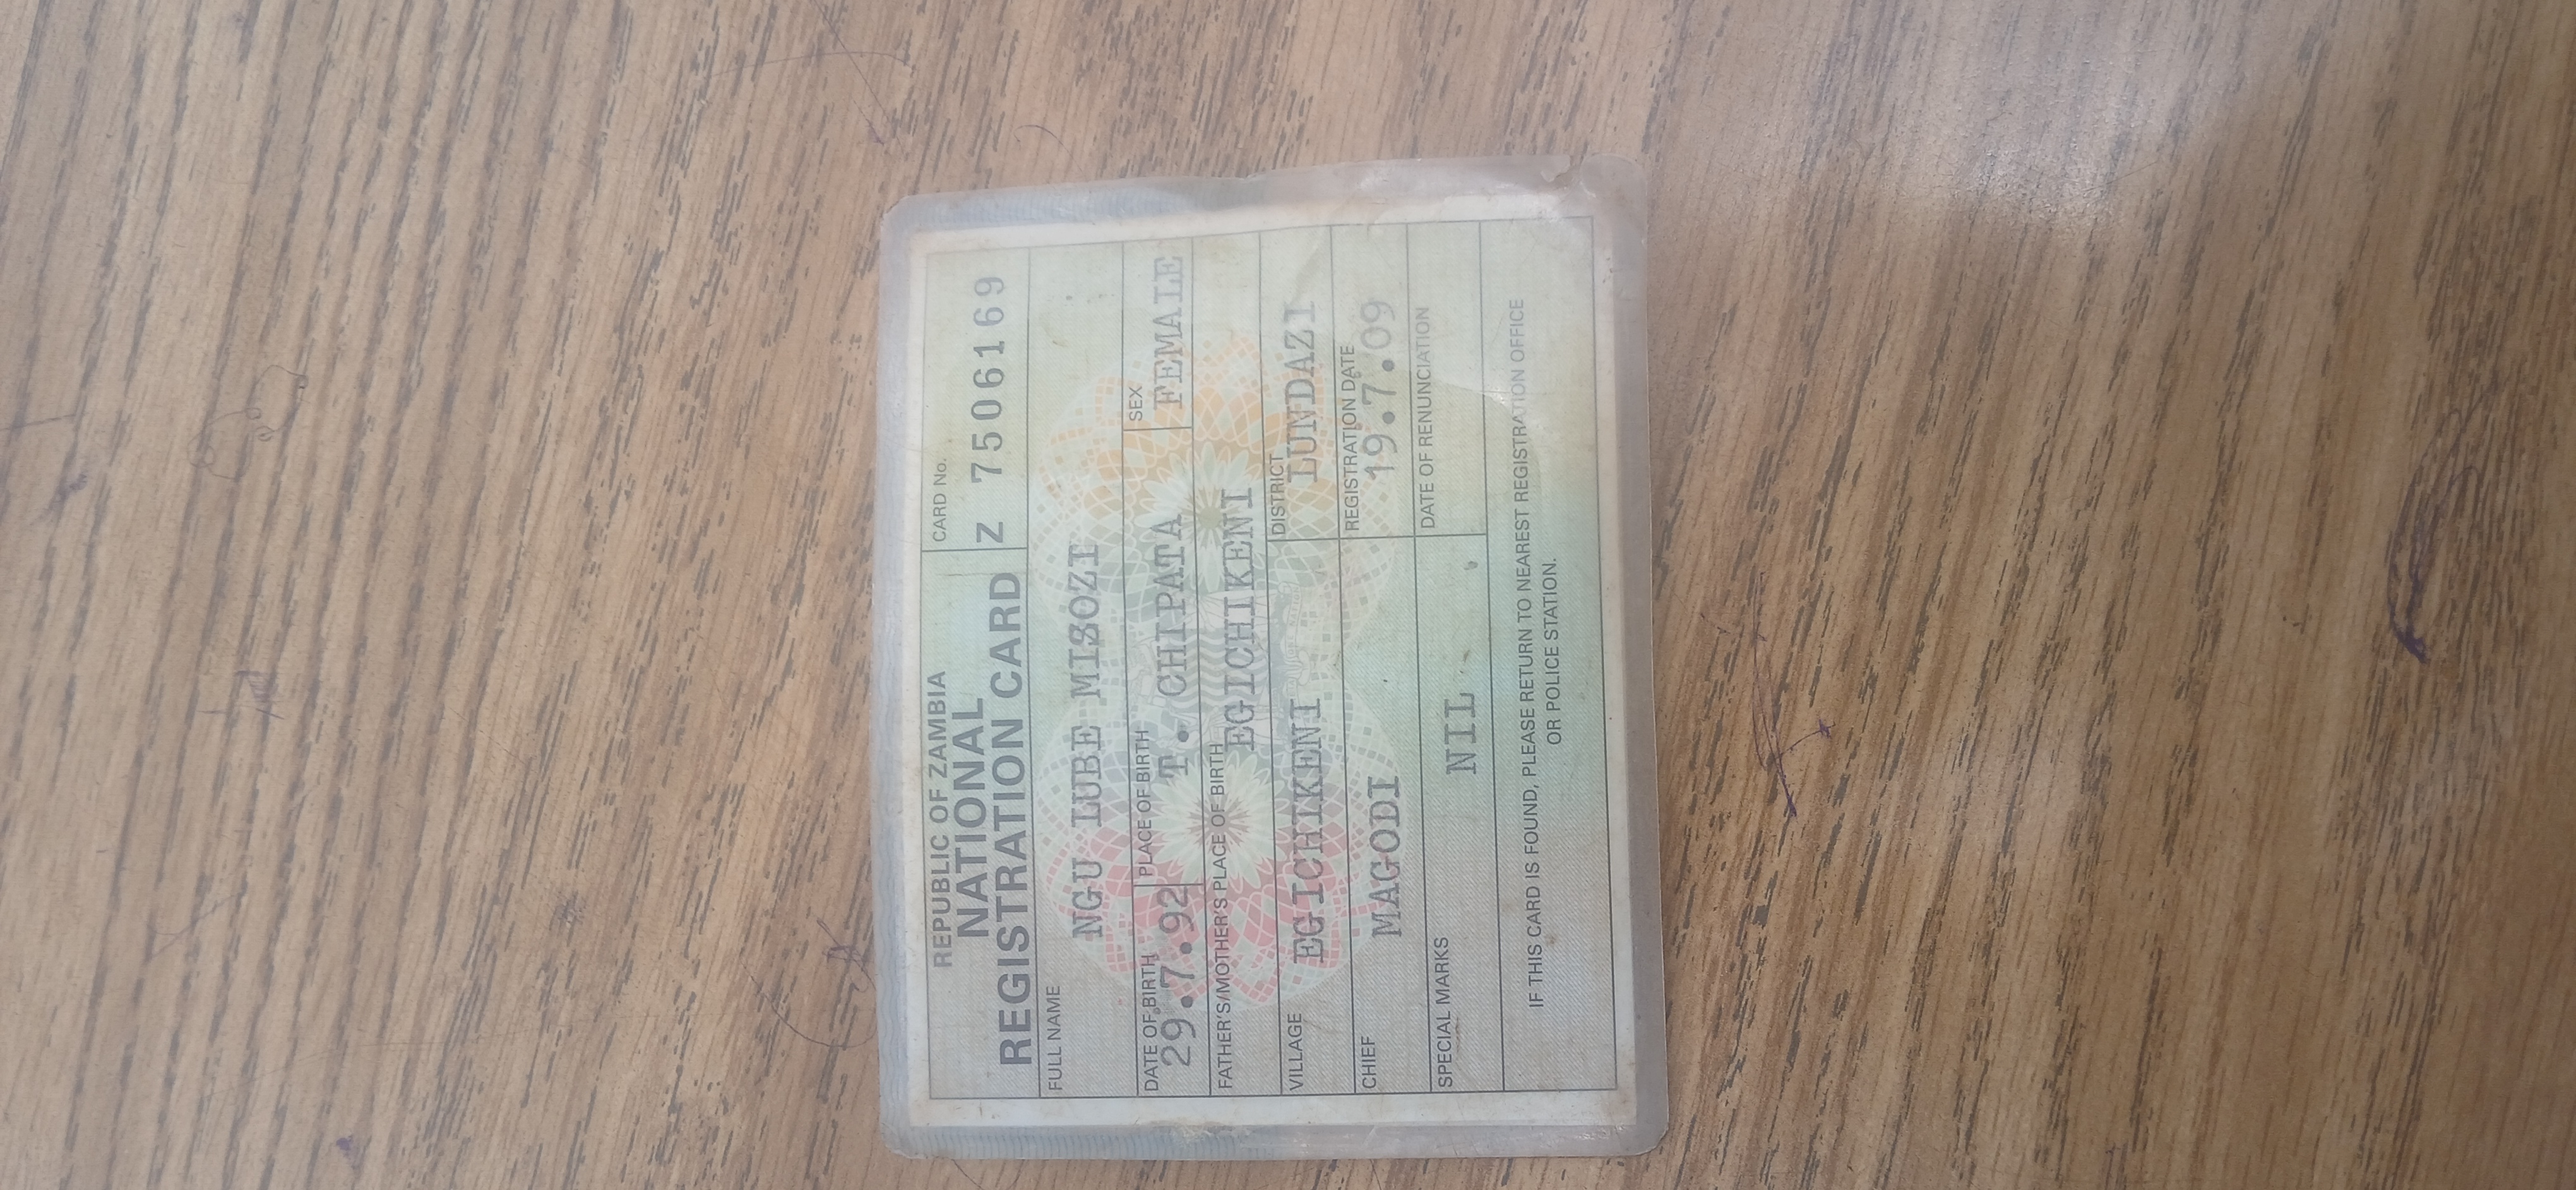 REPUBLIC OF ZAMBIA
NATIONAL
REGISTRATION CARD
CARD No.
Z 7506169
FULL NAME
NGU LUBE MISOZI
DATE OF BIRTH
29.7.92
PLACE OF BIRTH
T. CHIPATA
SEX
FEMALE
FATHER'S/MOTHER'S PLACE OF BIRTH
EGICHIKENI
VILLAGE
EGICHIKENI
DISTRICT
LUNDAZI
CHIEF
MAGODI
REGISTRATION DATE
19.7.09
SPECIAL MARKS
NIL
DATE OF RENUNCIATION
IF THIS CARD IS FOUND, PLEASE RETURN TO NEAREST REGISTRATION OFFICE
OR POLICE STATION.